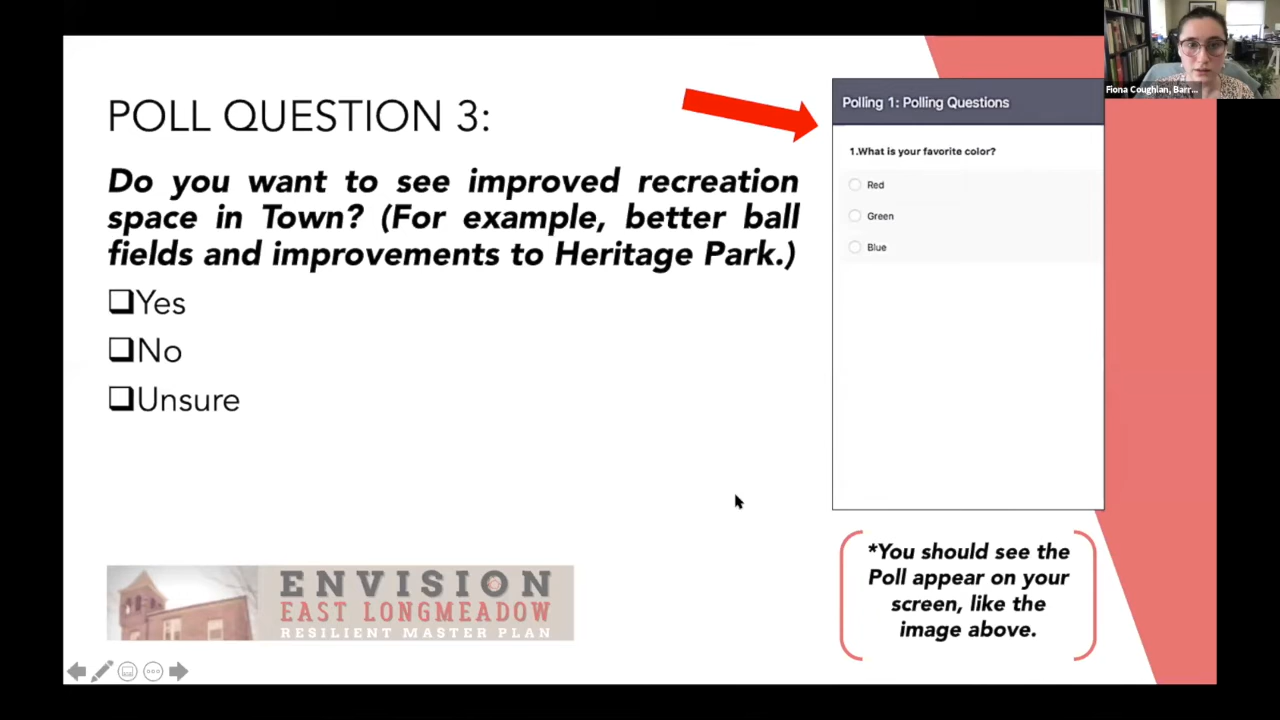 POLL QUESTION 3:
Do you want to see improved recreation
space in Town? (For example, better ball
fields and improvements to Heritage Park.)
❑Yes
❑No
❑Unsure
ENVISION
EAST LONGMEADOW
RESILIENT MASTER PLAN
Polling 1: Polling Questions
1.What is your favorite color?
Red
Green
Blue
*You should see the
Poll appear on your
screen, like the
image above.
Fiona Coughlan, Barr...